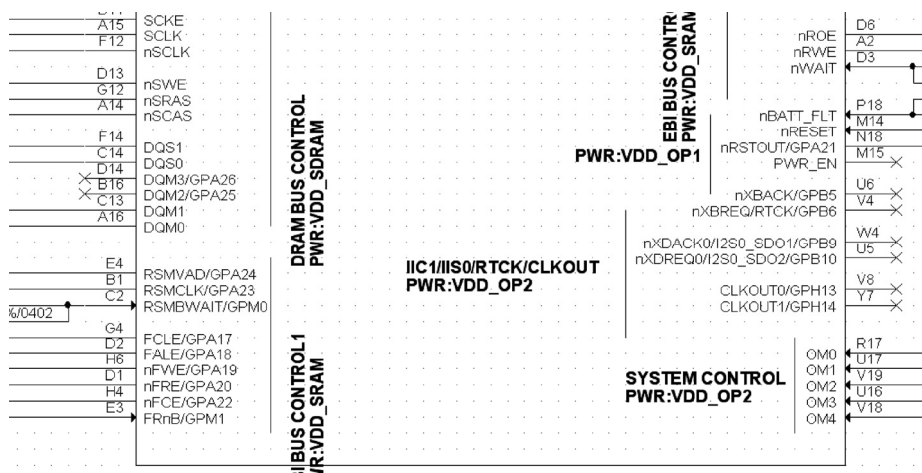 A15 SCKE
F12 SCLK
nSCLK
D13
G12 nSWE
A14 nSRAS
nSCAS
F14
C14 DQS1
D14 DQS0
B16 DQM3/GPA26
C13 DQM2/GPA25
A16 DQM1
DQM0
E4
B1 RSMVAD/GPA24
C2 RSMCLK/GPA23
RSMBWAIT/GPM0
%/0402
G4
D2 FCLE/GPA17
H6 FALE/GPA18
D1 nFWE/GPA19
H4 nFRE/GPA20
E3 nFCE/GPA22
FRnB/GPM1
DRAM BUS CONTROL
PWR:VDD_SDRAM
BI BUS CONTROL1
WR:VDD_SRAM
IIC1/IIS0/RTCK/CLKOUT
PWR:VDD_OP2
EBI BUS CONTR
PWR:VDD_SRAM
PWR:VDD_OP1
SYSTEM CONTROL
PWR:VDD_OP2
D6
nROE A2
nRWE D3
nWAIT
P18
nBATT_FLT M14
nRESET N18
nRSTOUT/GPA21 M15
PWR_EN
U6
nXBACK/GPB5 V4
nXBREQ/RTCK/GPB6
W4
nXDACK0/I2S0_SDO1/GPB9 U5
nXDREQ0/I2S0_SDO2/GPB10
V8
CLKOUT0/GPH13 Y7
CLKOUT1/GPH14
R17
OM0 U17
OM1 V19
OM2 U16
OM3 V18
OM4